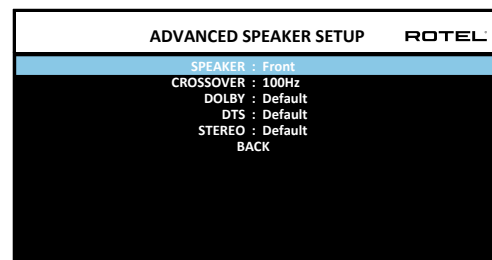 ADVANCED SPEAKER SETUP ROTEL
SPEAKER : Front
CROSSOVER : 100Hz
DOLBY : Default
DTS : Default
STEREO : Default
BACK